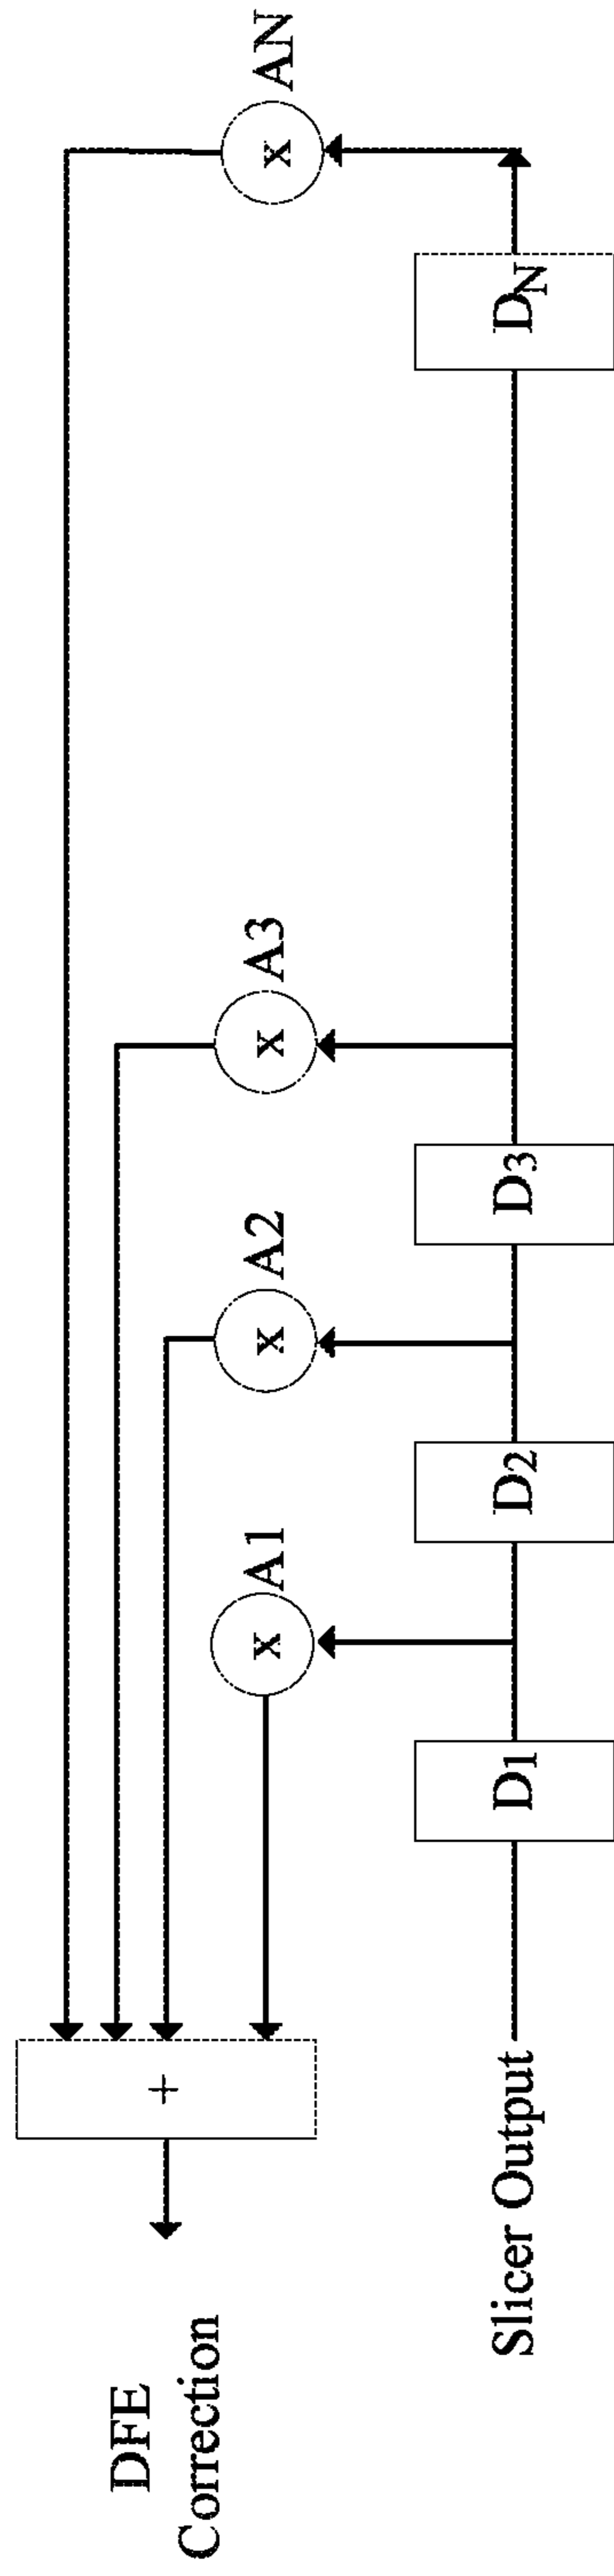 DFE
Correction
+
x A1
x A2
x A3
x AN
Slicer Output
D1
D2
D3
DN